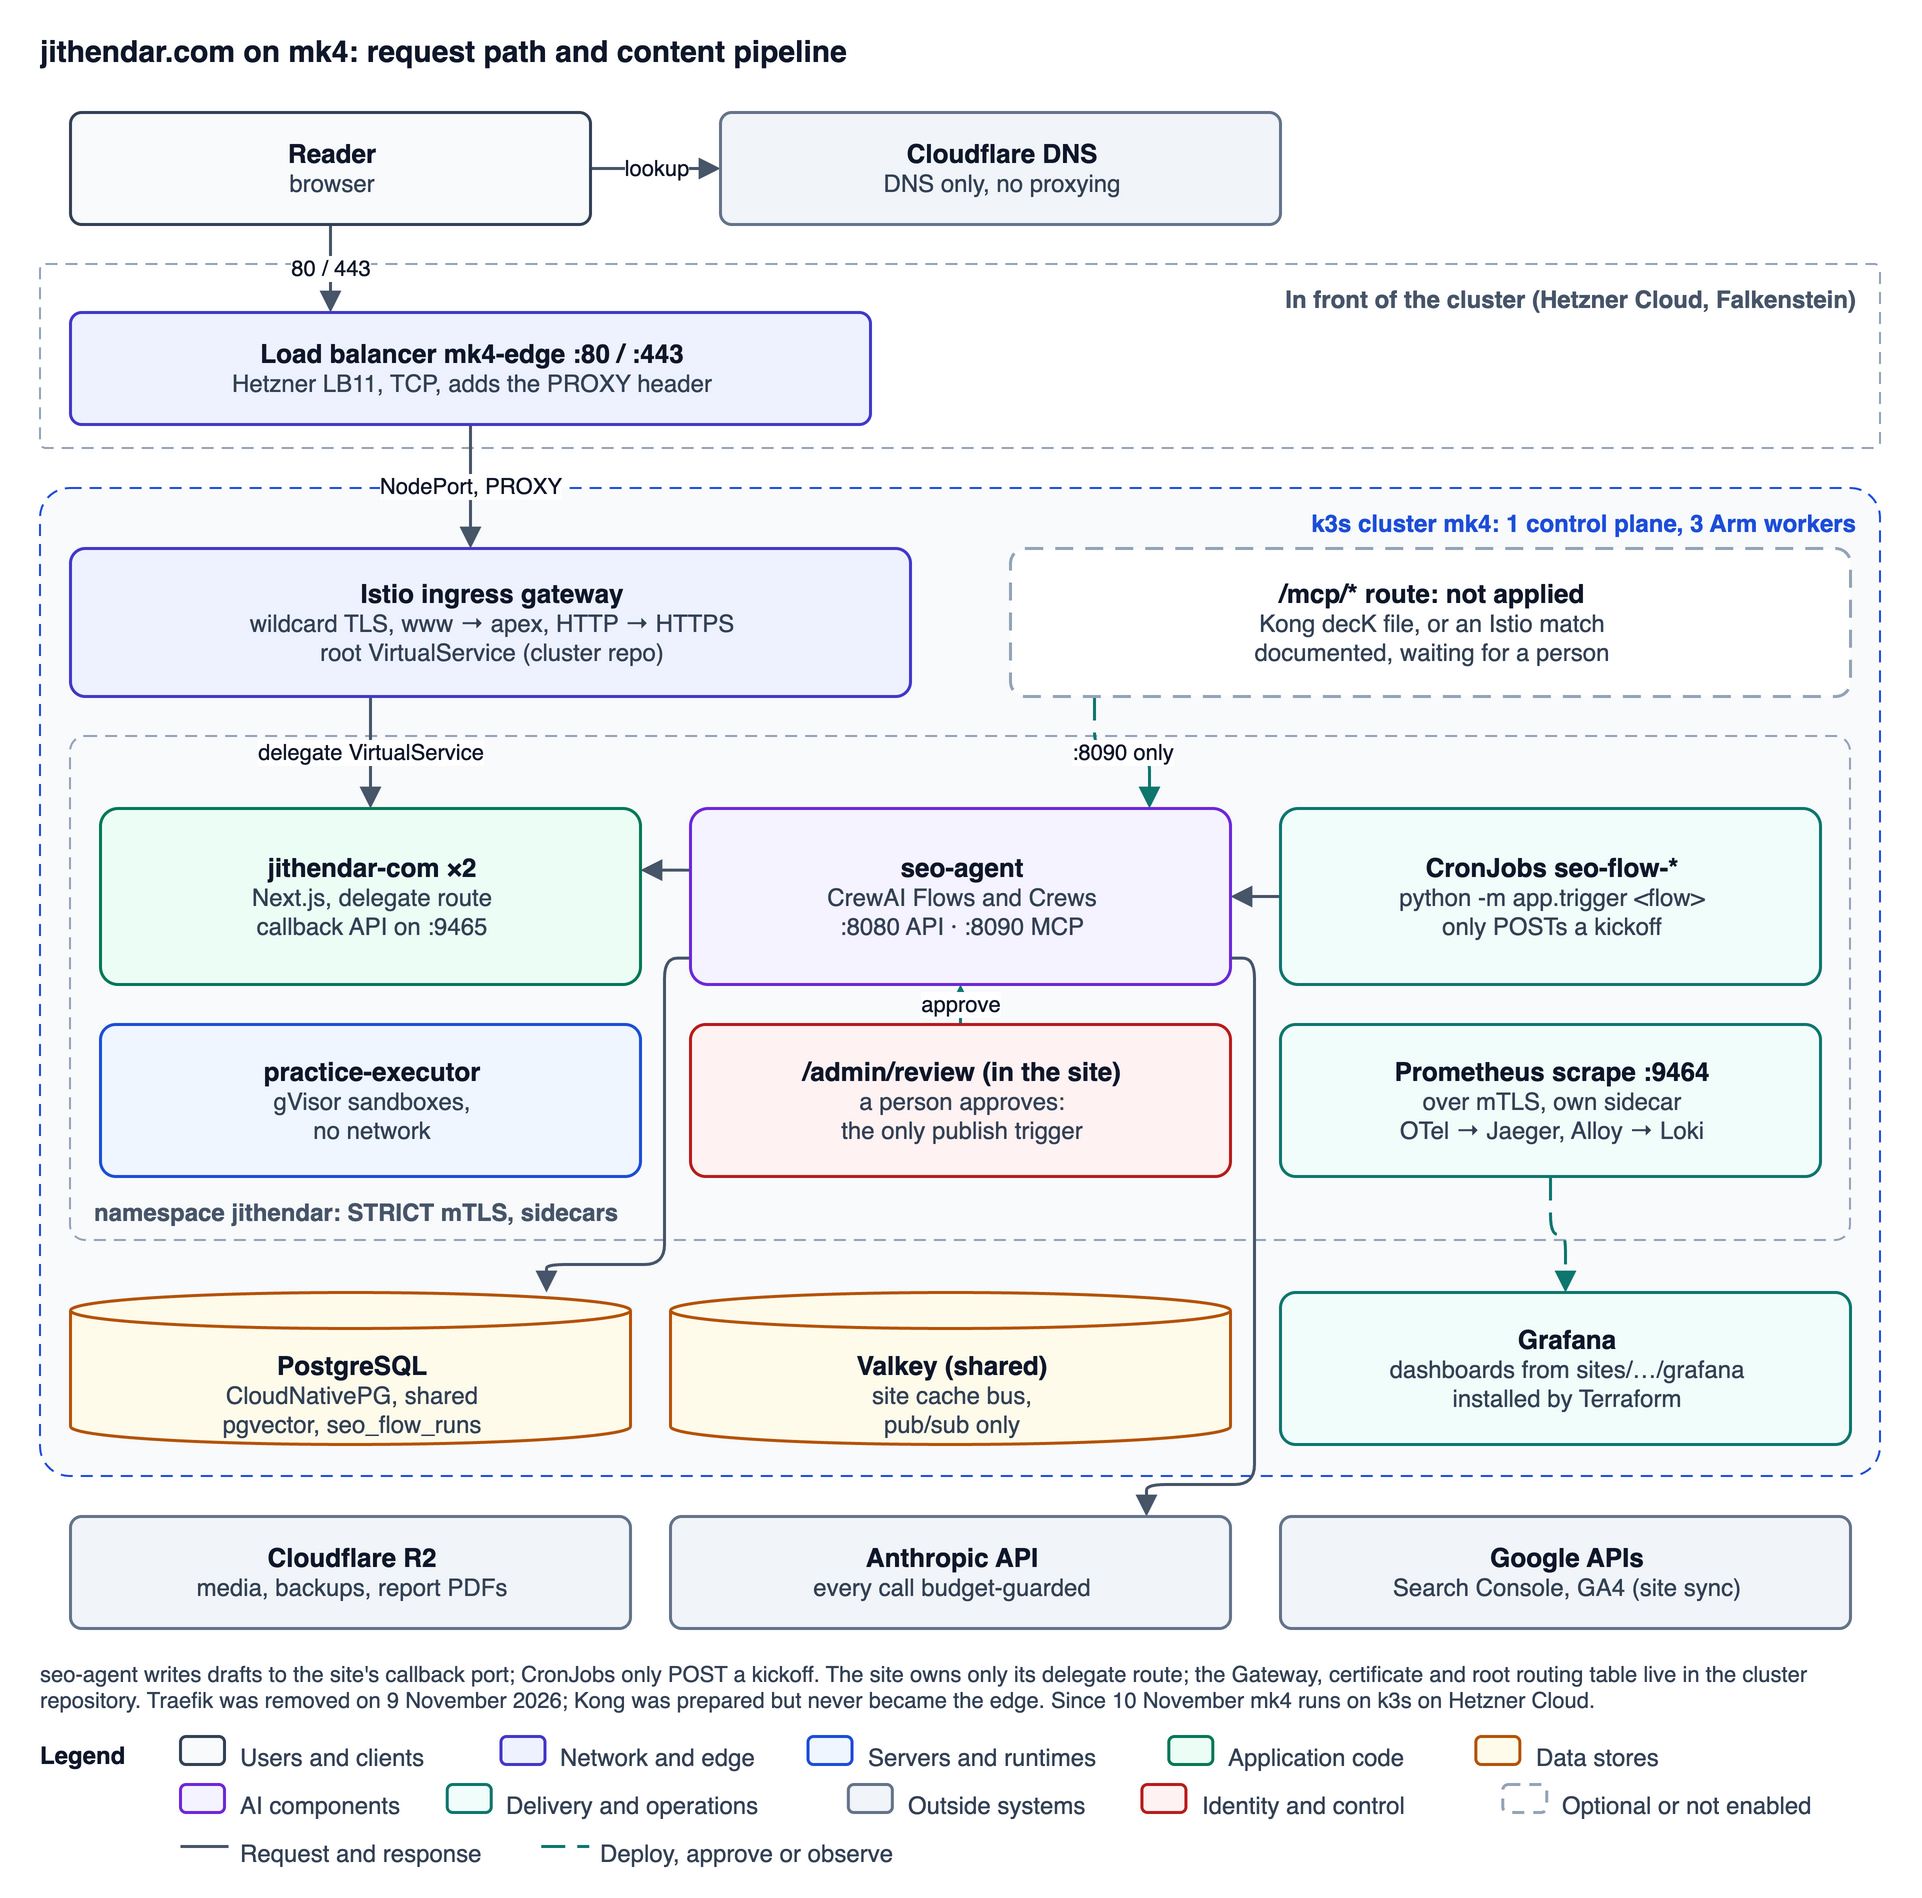 jithendar.com on mk4: request path and content pipeline
Reader
browser
lookup
Cloudflare DNS
DNS only, no proxying
80 / 443
In front of the cluster (Hetzner Cloud, Falkenstein)
Load balancer mk4-edge :80 / :443
Hetzner LB11, TCP, adds the PROXY header
NodePort, PROXY
k3s cluster mk4: 1 control plane, 3 Arm workers
Istio ingress gateway
wildcard TLS, www → apex, HTTP → HTTPS
root VirtualService (cluster repo)
/mcp/* route: not applied
Kong decK file, or an Istio match
documented, waiting for a person
delegate VirtualService
:8090 only
jithendar-com ×2
Next.js, delegate route
callback API on :9465
seo-agent
CrewAI Flows and Crews
:8080 API · :8090 MCP
CronJobs seo-flow-*
python -m app.trigger <flow>
only POSTs a kickoff
approve
practice-executor
gVisor sandboxes,
no network
/admin/review (in the site)
a person approves:
the only publish trigger
Prometheus scrape :9464
over mTLS, own sidecar
OTel → Jaeger, Alloy → Loki
namespace jithendar: STRICT mTLS, sidecars
PostgreSQL
CloudNativePG, shared
pgvector, seo_flow_runs
Valkey (shared)
site cache bus,
pub/sub only
Grafana
dashboards from sites/…/grafana
installed by Terraform
Cloudflare R2
media, backups, report PDFs
Anthropic API
every call budget-guarded
Google APIs
Search Console, GA4 (site sync)
seo-agent writes drafts to the site's callback port; CronJobs only POST a kickoff. The site owns only its delegate route; the Gateway, certificate and root routing table live in the cluster
repository. Traefik was removed on 9 November 2026; Kong was prepared but never became the edge. Since 10 November mk4 runs on k3s on Hetzner Cloud.
Legend
Users and clients
Network and edge
Servers and runtimes
Application code
Data stores
AI components
Delivery and operations
Outside systems
Identity and control
Optional or not enabled
Request and response
Deploy, approve or observe